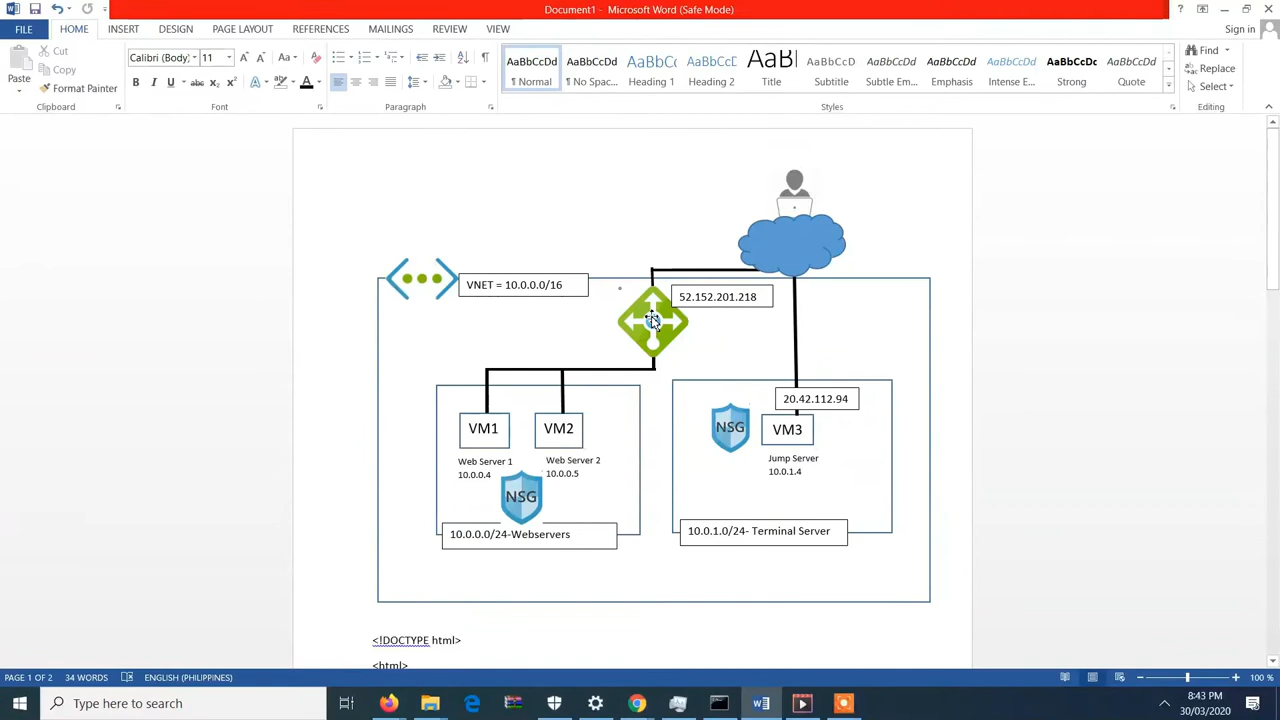 Document1 - Microsoft Word (Safe Mode)
FILE
HOME
INSERT
DESIGN
PAGE LAYOUT
REFERENCES
MAILINGS
REVIEW
VIEW
Sign in
Paste
Cut
Copy
Format Painter
Clipboard
Calibri (Body)
11
Font
Paragraph
AaBbCcDd
¶ Normal
AaBbCcDd
¶ No Spac...
AaBbCc
Heading 1
AaBbCcD
Heading 2
AaB
Title
AaBbCcDd
Subtitle
AaBbCcDd
Subtle Em...
AaBbCcDd
Emphasis
AaBbCcDd
Intense E...
AaBbCcDc
Strong
AaBbCcDd
Quote
Styles
Find
Replace
Select
Editing
VNET = 10.0.0.0/16
52.152.201.218
20.42.112.94
VM1
VM2
NSG
VM3
Web Server 1
10.0.0.4
Web Server 2
10.0.0.5
Jump Server
10.0.1.4
NSG
10.0.0.0/24-Webservers
10.0.1.0/24- Terminal Server
<!DOCTYPE html>
<html>
PAGE 1 OF 2
34 WORDS
ENGLISH (PHILIPPINES)
100 %
Type here to search
8:43 PM
30/03/2020